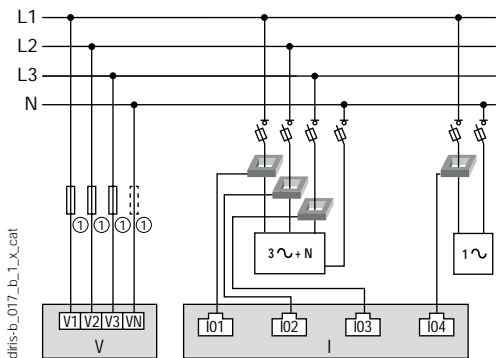 L1
L2
L3
N
① ① ① ①
3∿ + N
1∿
V1 V2 V3 VN
V
I01 I02 I03 I04
I
diris-b_017_b_1_x_cat